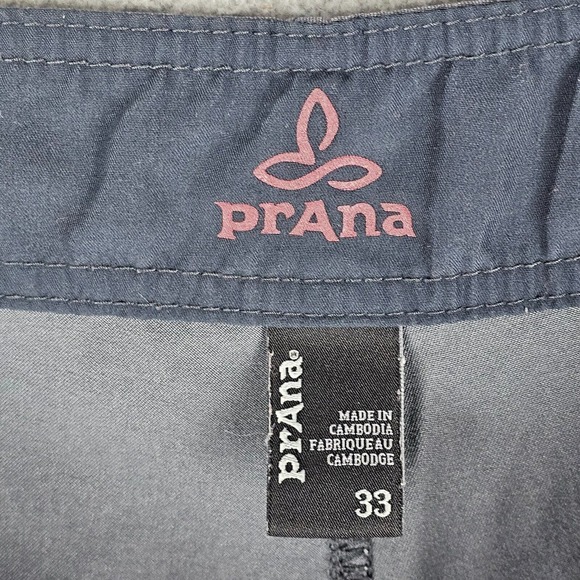 prAna
prAna
MADE IN
CAMBODIA
FABRIQUE AU
CAMBODGE
33